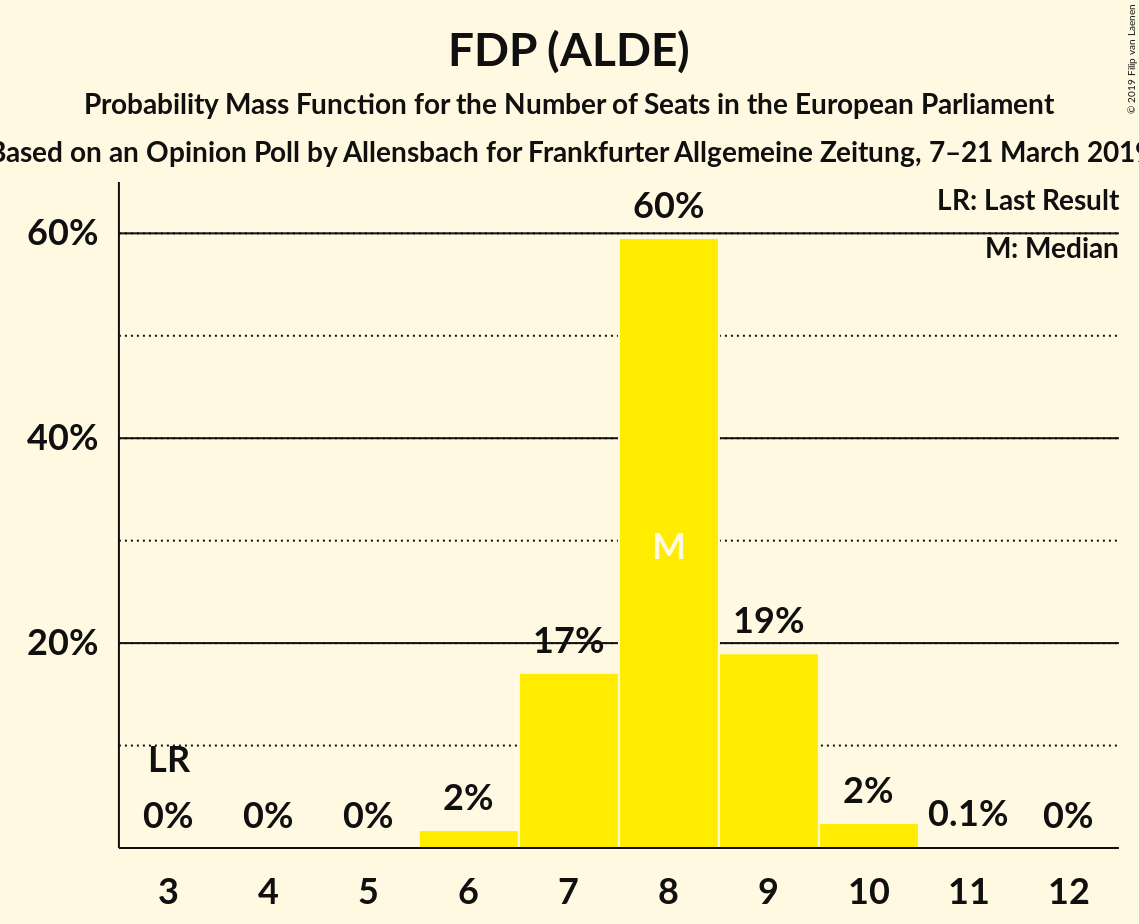 FDP (ALDE)
Probability Mass Function for the Number of Seats in the European Parliament
Based on an Opinion Poll by Allensbach for Frankfurter Allgemeine Zeitung, 7–21 March 2019
© 2019 Filip van Laenen
LR: Last Result
M: Median
60%
40%
20%
LR
0%
0%
0%
2%
17%
60%
M
19%
2%
0.1%
0%
3 4 5 6 7 8 9 10 11 12